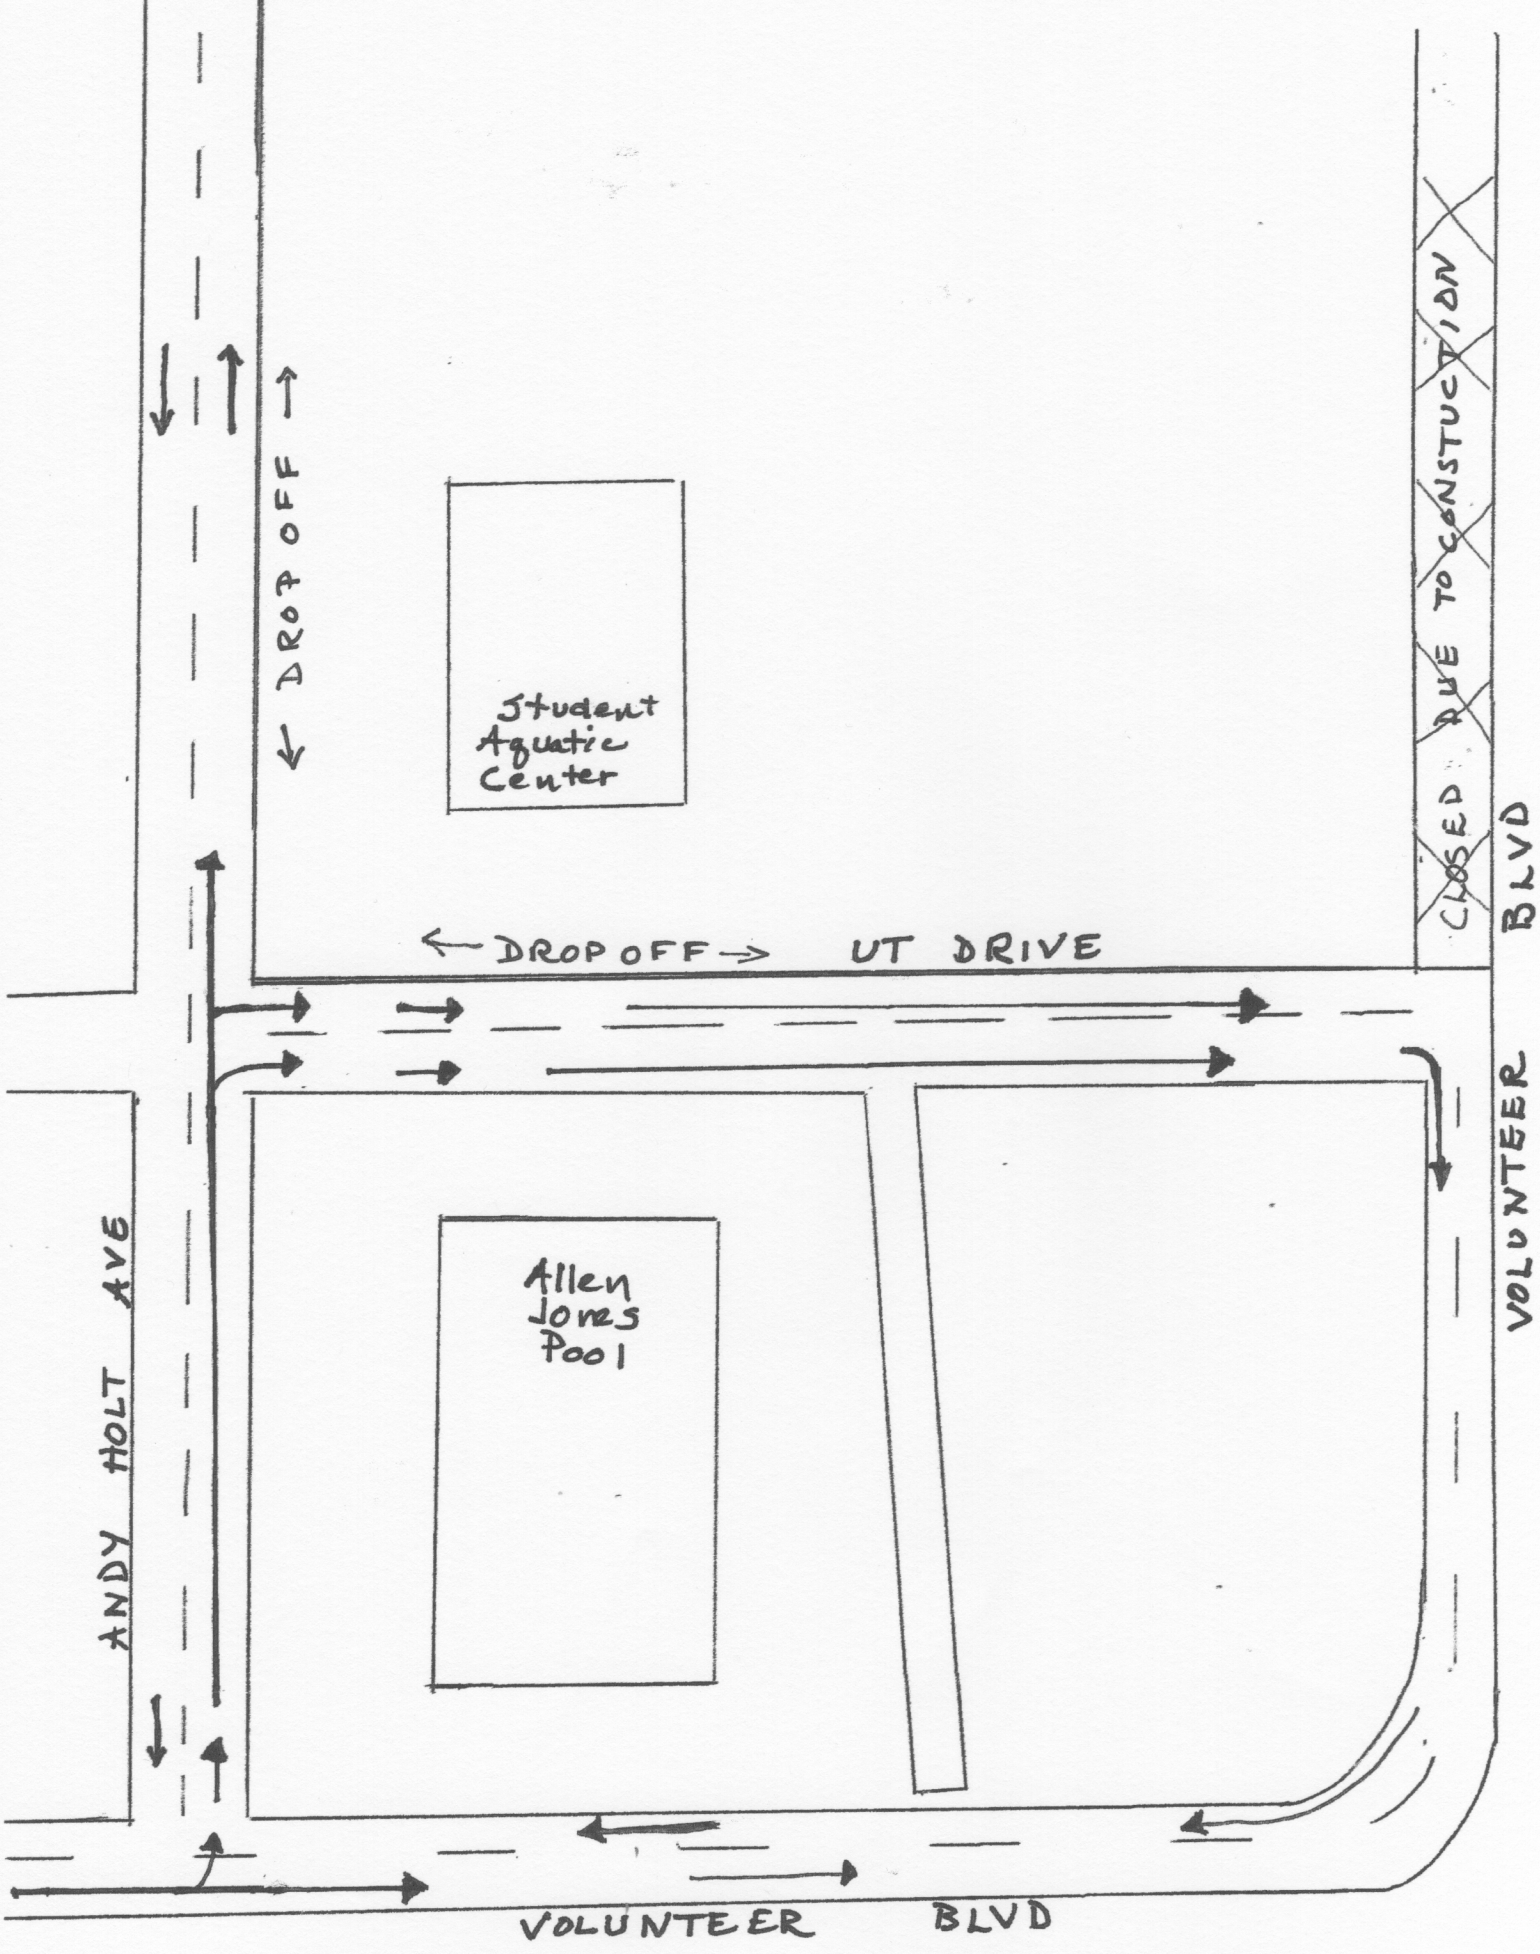 ← DROP OFF →
CLOSED DUE TO CONSTUCTION
Student
Aquatic
Center
BLVD
← DROP OFF →
UT DRIVE
VOLUNTEER
Allen
Jones
Pool
ANDY HOLT AVE
VOLUNTEER BLVD